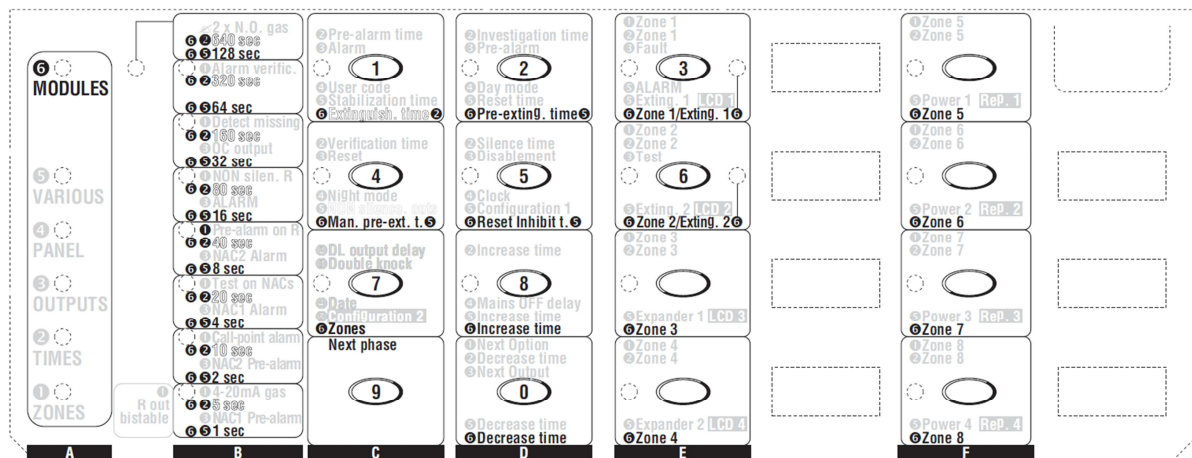 ❻
MODULES
❺
VARIOUS
❹
PANEL
❸
OUTPUTS
❷
TIMES
❶
ZONES
A
❶
R out
bistable
2 x N.O. gas
❻❷640 sec
❻❺128 sec
❶Alarm verific.
❻❷320 sec
❻❺64 sec
❶Detect missing
❻❷160 sec
❸OC output
❻❺32 sec
❶NON silen. R
❻❷80 sec
❸ALARM
❻❺16 sec
❶Pre-alarm on R
❻❷40 sec
❸NAC2 Alarm
❻❺8 sec
❶Test on NACs
❻❷20 sec
❸NAC1 Alarm
❻❺4 sec
❶Call-point alarm
❻❷10 sec
❸NAC2 Pre-alarm
❻❺2 sec
❶4-20mA gas
❻❷5 sec
❸NAC1 Pre-alarm
❻❺1 sec
B
❷Pre-alarm time
❸Alarm
1
❹User code
❺Stabilization time
❻Extinguish. time❷
❷Verification time
❸Reset
4
❹Night mode
❻Man. pre-ext. t.❺
DL output delay
Double knock
7
Date
Configuration 2
❻Zones
Next phase
9
C
❷Investigation time
❸Pre-alarm
2
❹Day mode
❺Reset time
❻Pre-exting. time❺
❷Silence time
❸Disablement
5
❹Clock
❺Configuration 1
❻Reset Inhibit t.❺
❷Increase time
8
❹Mains OFF delay
❺Increase time
❻Increase time
❶Next Option
❷Decrease time
❸Next Output
0
❺Decrease time
❻Decrease time
D
❶Zone 1
❷Zone 1
❸Fault
3
❺ALARM
❺Exting. 1 LCD 1
❻Zone 1/Exting. 1❻
❶Zone 2
❷Zone 2
❸Test
6
❺Exting. 2 LCD 2
❻Zone 2/Exting. 2❻
❶Zone 3
❷Zone 3
❺Expander 1 LCD 3
❻Zone 3
❶Zone 4
❷Zone 4
❺Expander 2 LCD 4
❻Zone 4
E
❶Zone 5
❷Zone 5
❺Power 1 Rep. 1
❻Zone 5
❶Zone 6
❷Zone 6
❺Power 2 Rep. 2
❻Zone 6
❶Zone 7
❷Zone 7
❺Power 3 Rep. 3
❻Zone 7
❶Zone 8
❷Zone 8
❺Power 4 Rep. 4
❻Zone 8
F